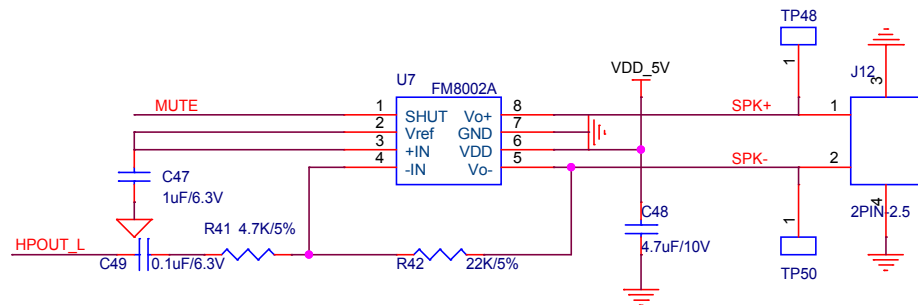 TP48
1
VDD_5V
J12
3
U7
FM8002A
MUTE
1
SHUT
Vo+
8
SPK+
1
2
Vref
GND
7
3
+IN
VDD
6
4
-IN
Vo-
5
SPK-
2
C47
1uF/6.3V
C48
4.7uF/10V
4
2PIN-2.5
1
TP50
HPOUT_L
C49
0.1uF/6.3V
R41
4.7K/5%
R42
22K/5%